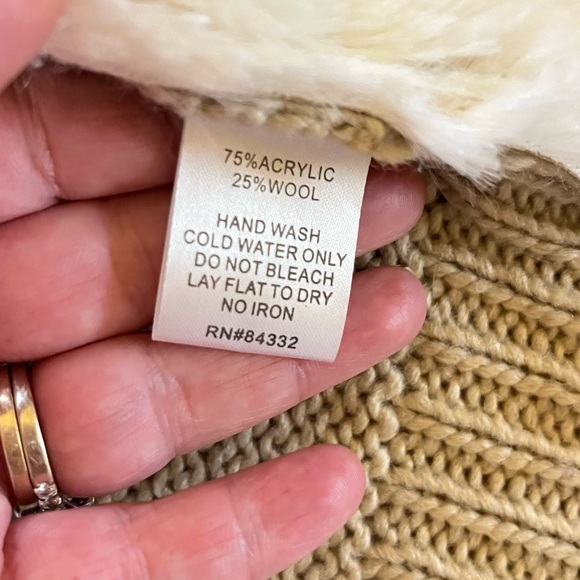 75%ACRYLIC
25%WOOL
HAND WASH
COLD WATER ONLY
DO NOT BLEACH
LAY FLAT TO DRY
NO IRON
RN#84332